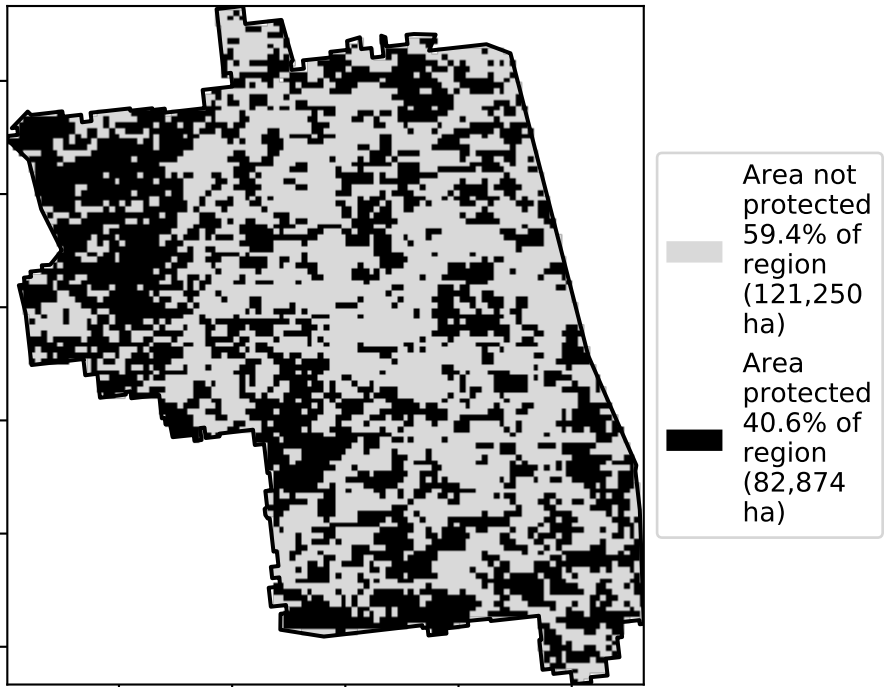 Area not
protected
59.4% of
region
(121,250
ha)
Area
protected
40.6% of
region
(82,874
ha)